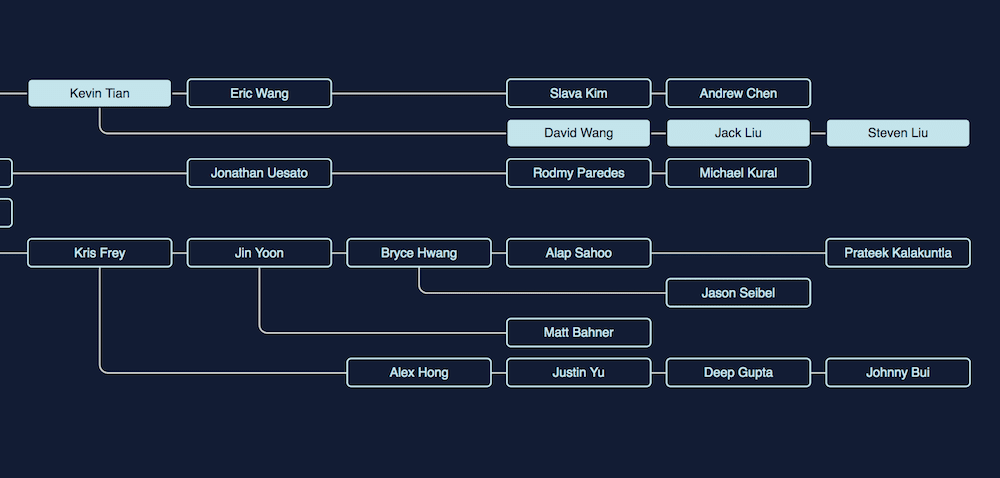 Kevin Tian
Eric Wang
Slava Kim
Andrew Chen
David Wang
Jack Liu
Steven Liu
Jonathan Uesato
Rodmy Paredes
Michael Kural
Kris Frey
Jin Yoon
Bryce Hwang
Alap Sahoo
Prateek Kalakuntla
Jason Seibel
Matt Bahner
Alex Hong
Justin Yu
Deep Gupta
Johnny Bui